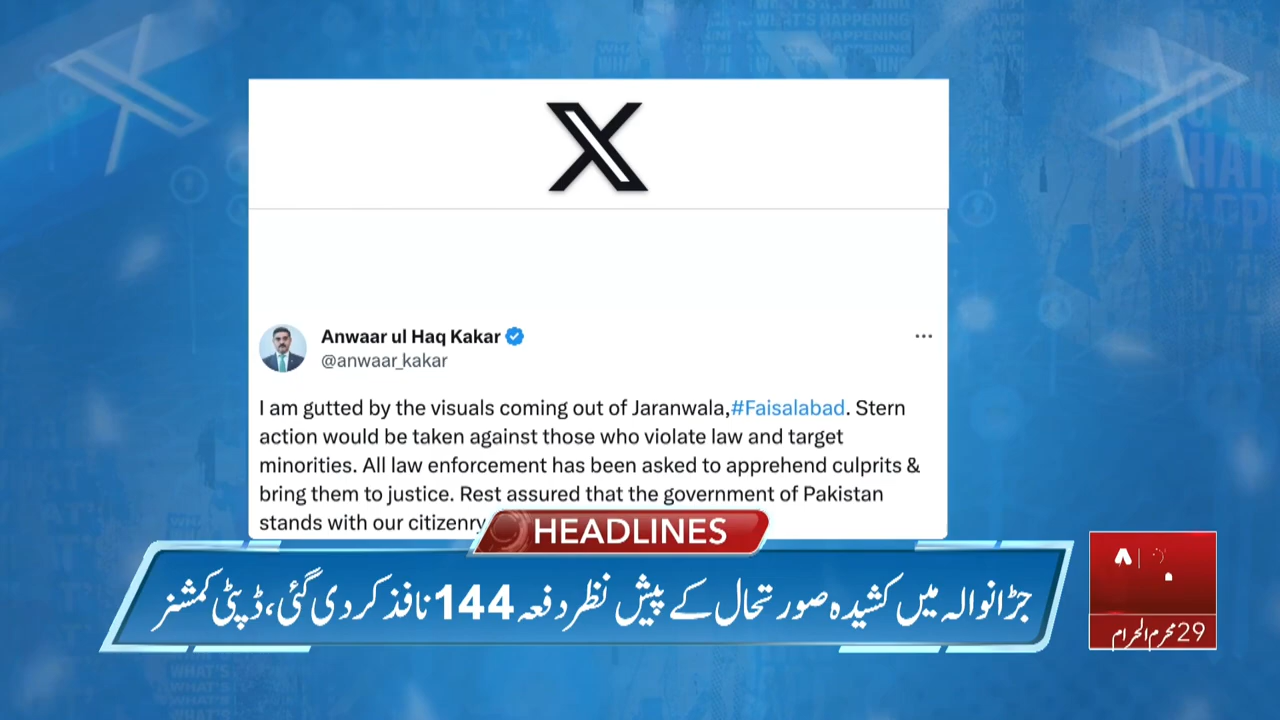 Anwaar ul Haq Kakar
@anwaar_kakar
I am gutted by the visuals coming out of Jaranwala,#Faisalabad. Stern
action would be taken against those who violate law and target
minorities. All law enforcement has been asked to apprehend culprits &
bring them to justice. Rest assured that the government of Pakistan
stands with our citizenry
HEADLINES
جڑانوالہ میں کشیدہ صورتحال کے پیش نظر دفعہ 144 نافذ کر دی گئی، ڈپٹی کمشنر
29 محرم الحرام